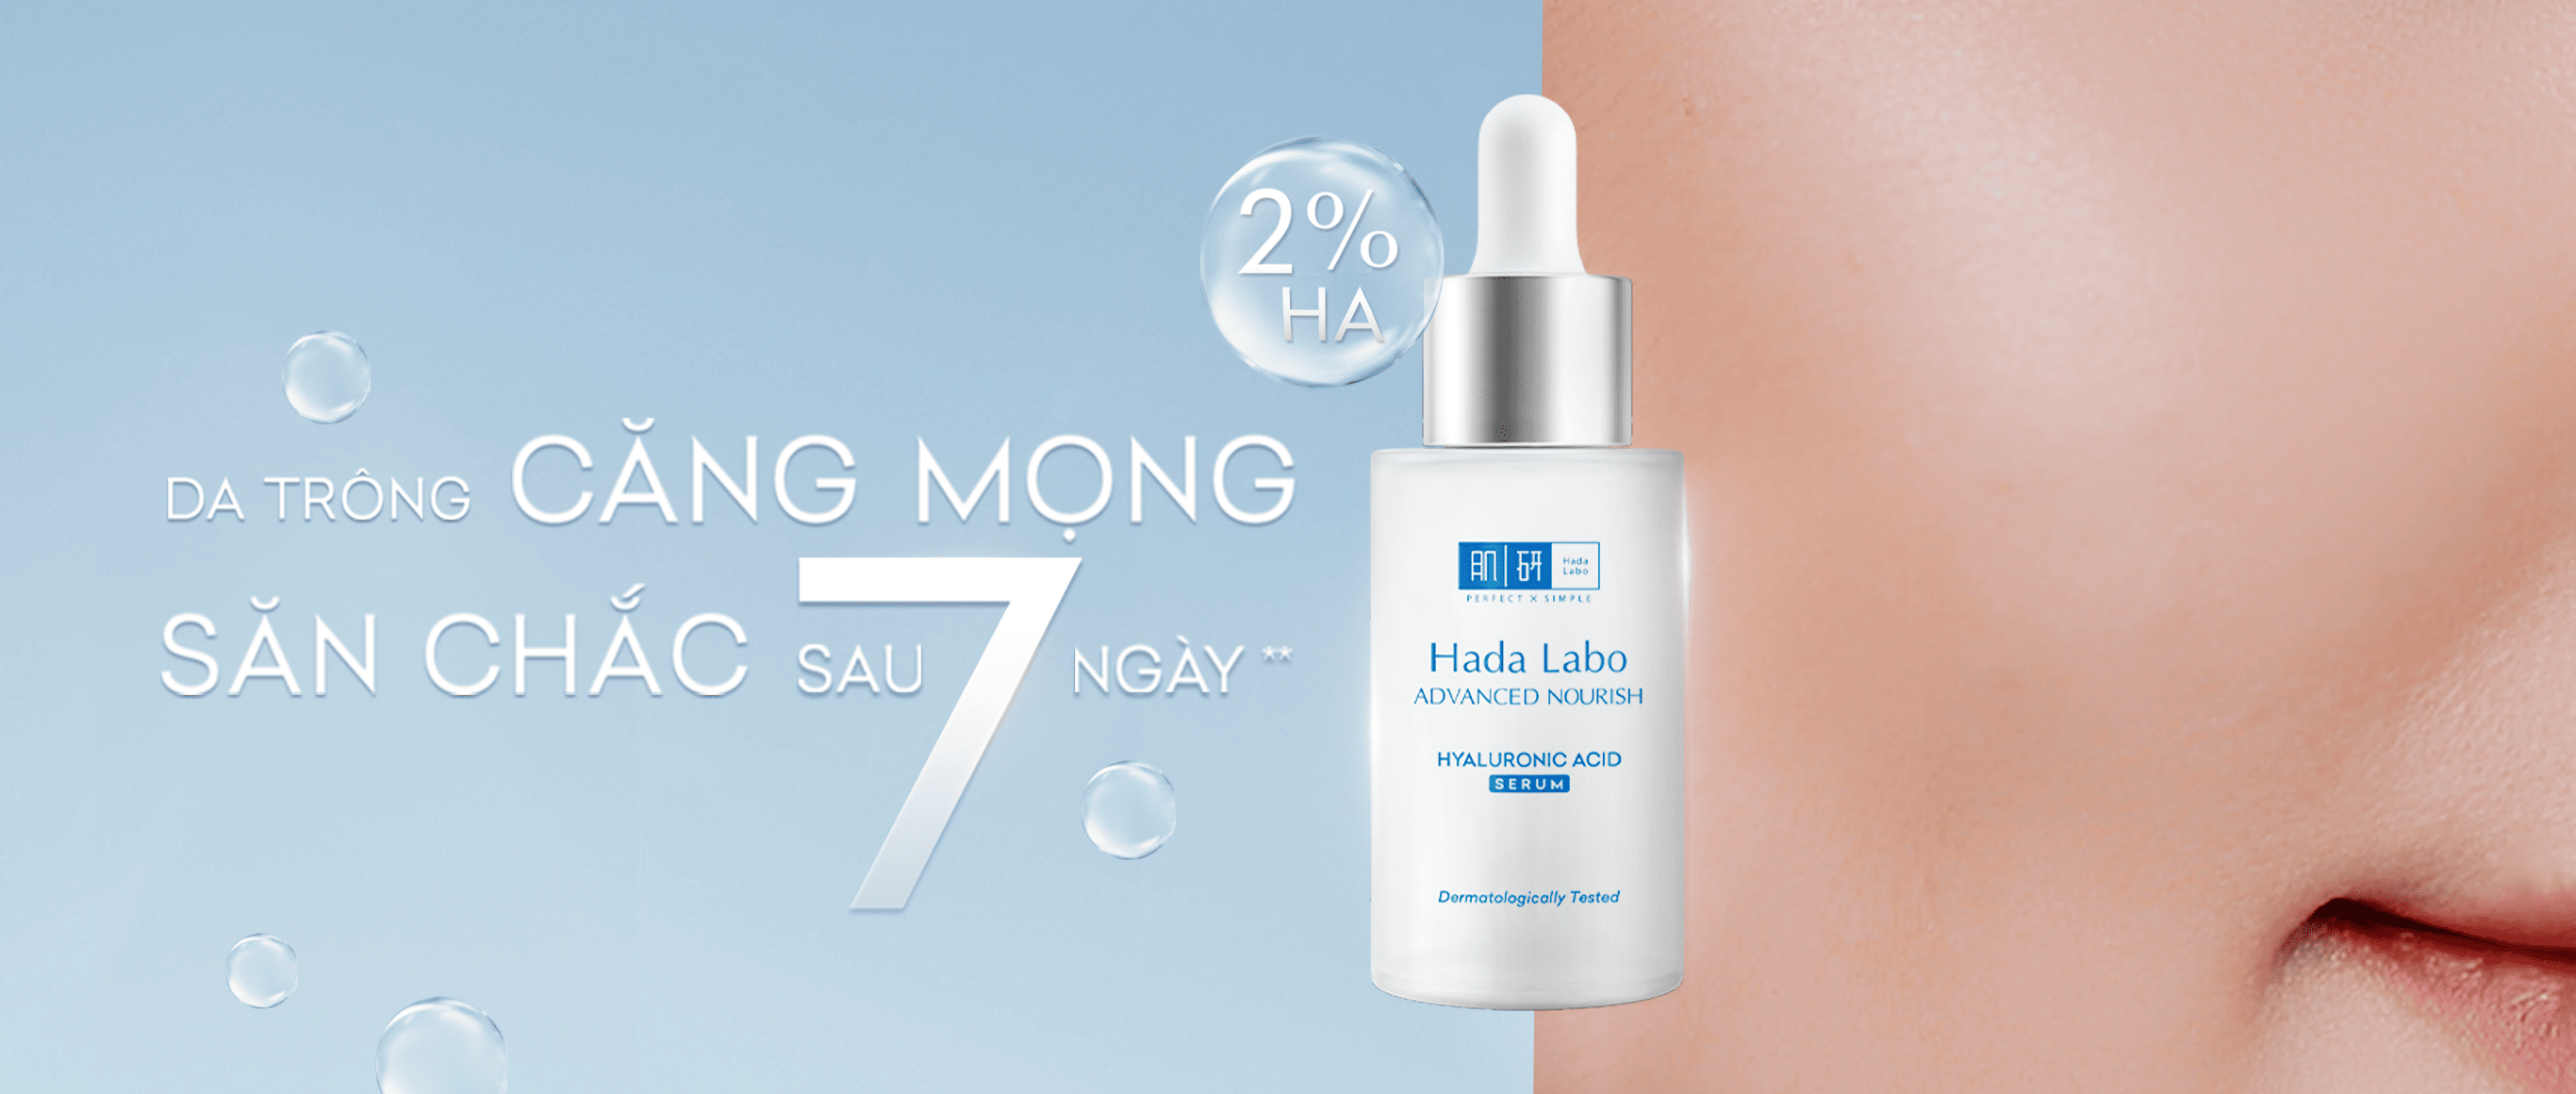 2%
HA
DA TRÔNG CĂNG MỌNG
SĂN CHẮC SAU 7 NGÀY**
肌研 Hada Labo
PERFECT X SIMPLE
Hada Labo
ADVANCED NOURISH
HYALURONIC ACID
SERUM
Dermatologically Tested